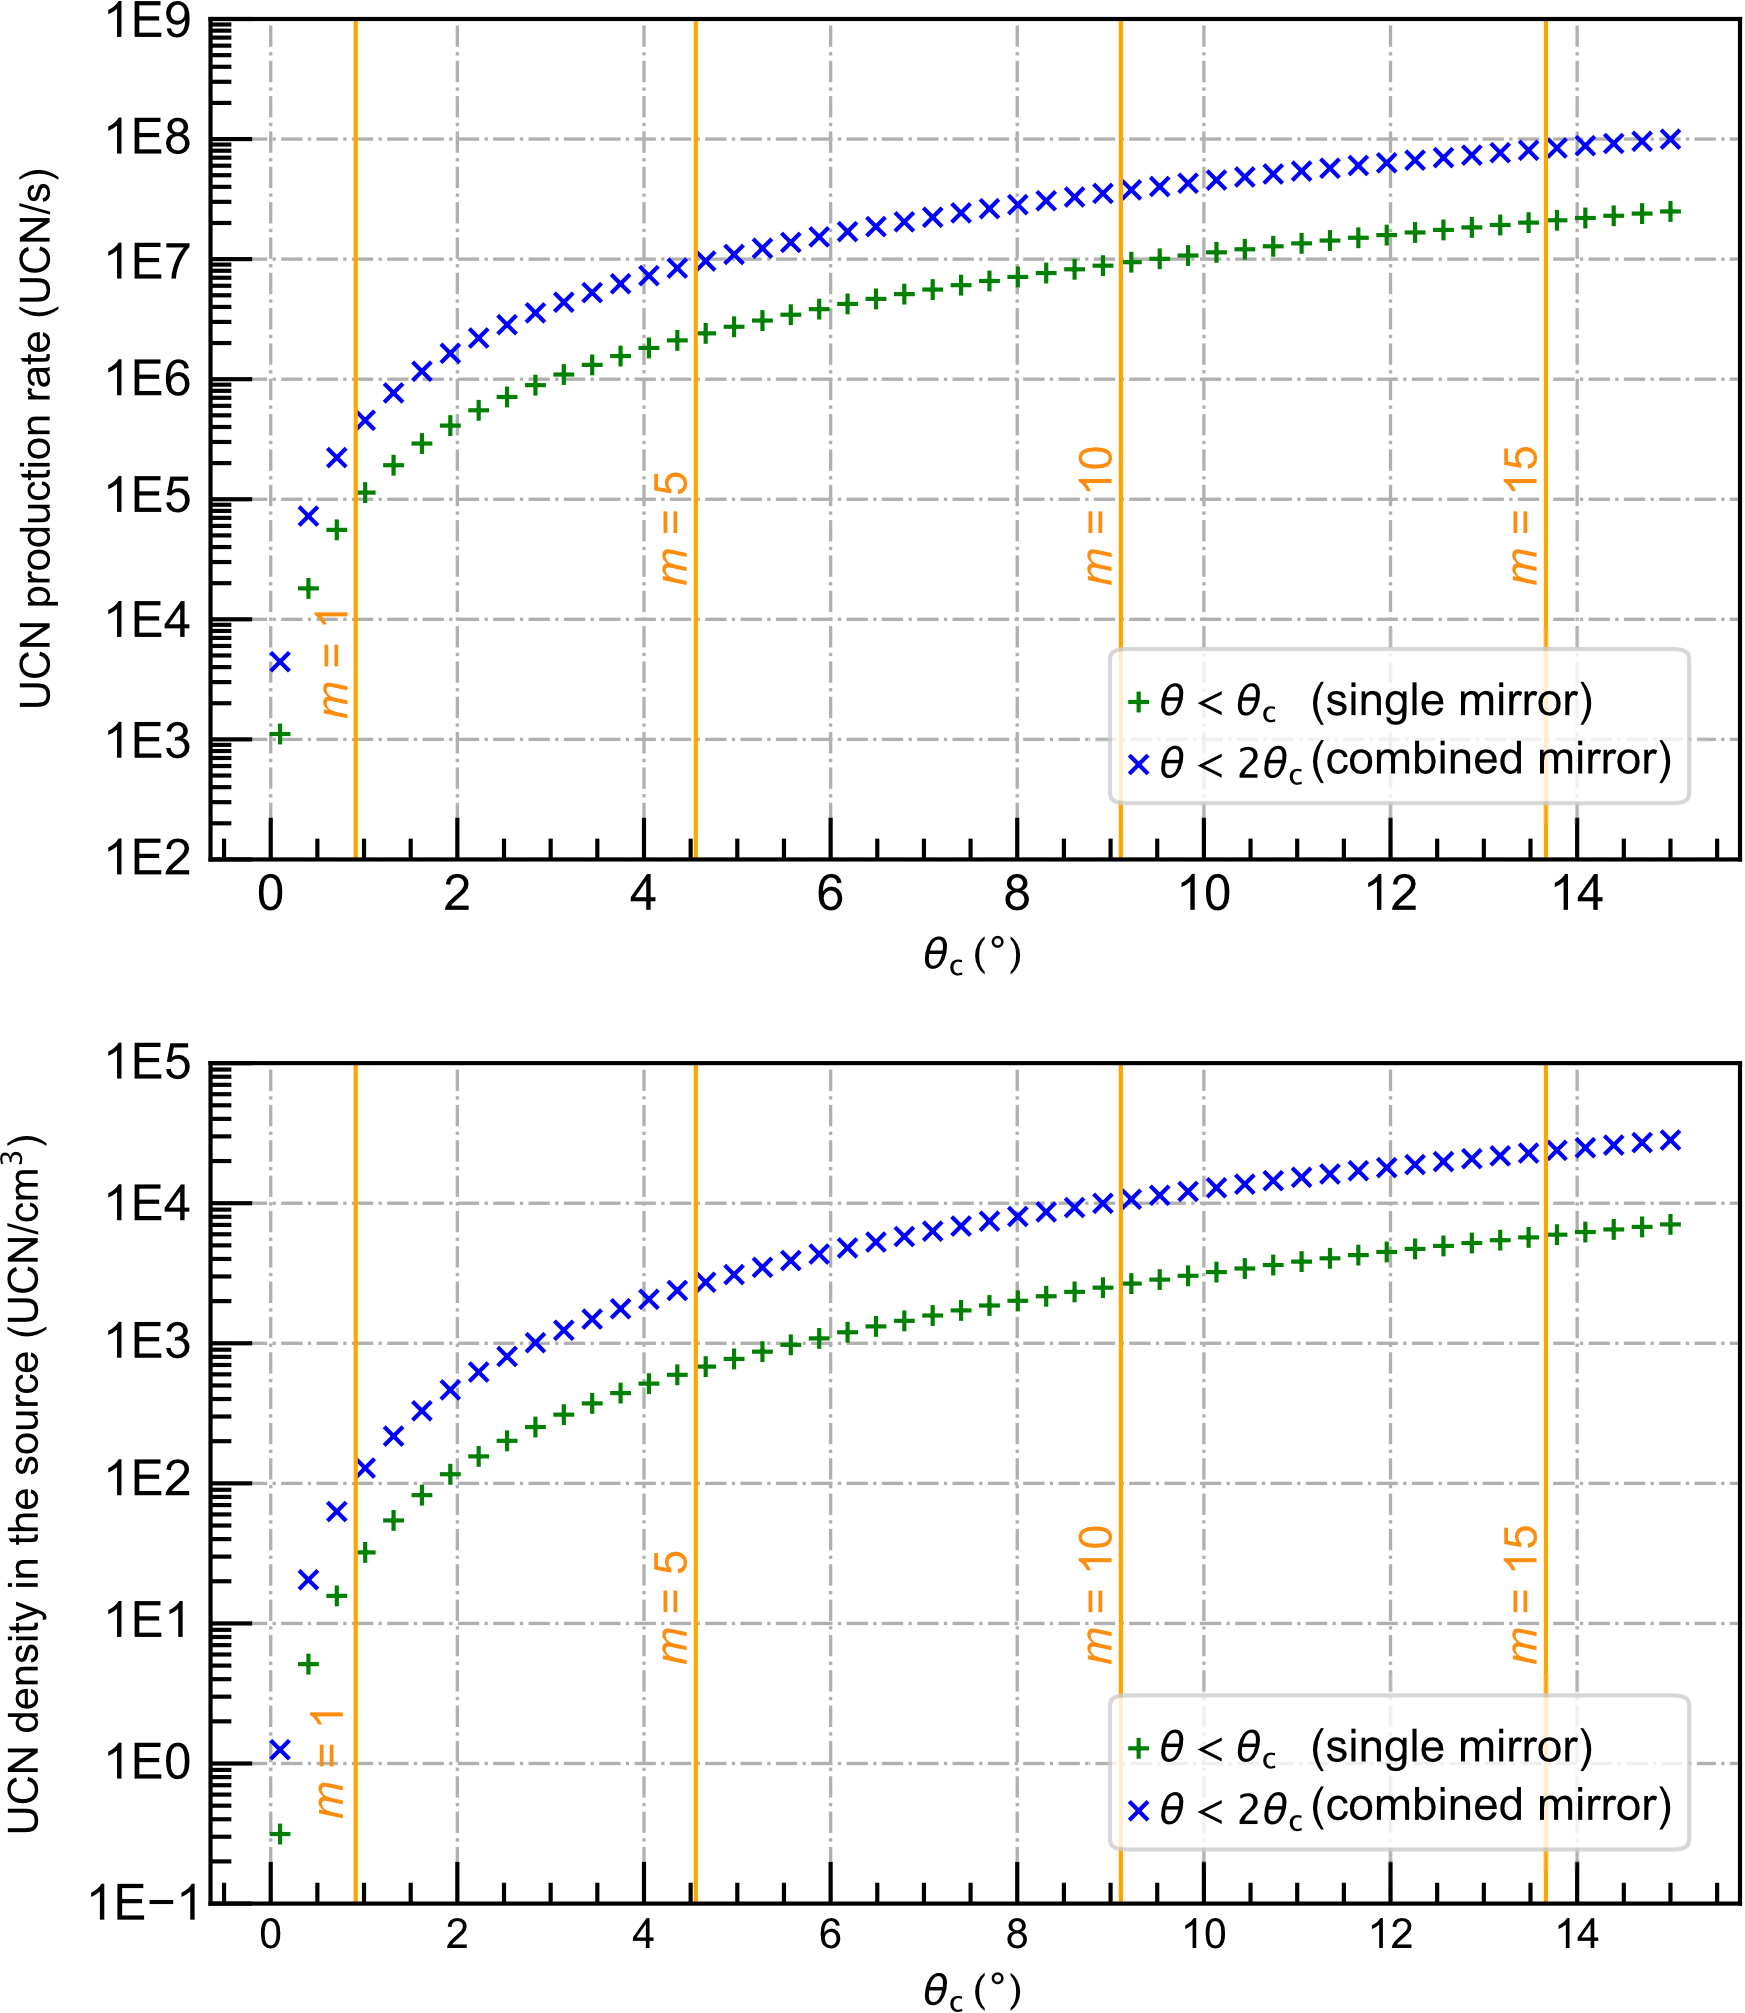 UCN production rate (UCN/s)
1E9
1E8
1E7
1E6
1E5
1E4
1E3
1E2
m = 1
m = 5
m = 10
m = 15
θ < θc (single mirror)
θ < 2θc (combined mirror)
0 2 4 6 8 10 12 14
θc (°)
UCN density in the source (UCN/cm³)
1E5
1E4
1E3
1E2
1E1
1E0
1E−1
m = 1
m = 5
m = 10
m = 15
θ < θc (single mirror)
θ < 2θc (combined mirror)
0 2 4 6 8 10 12 14
θc (°)